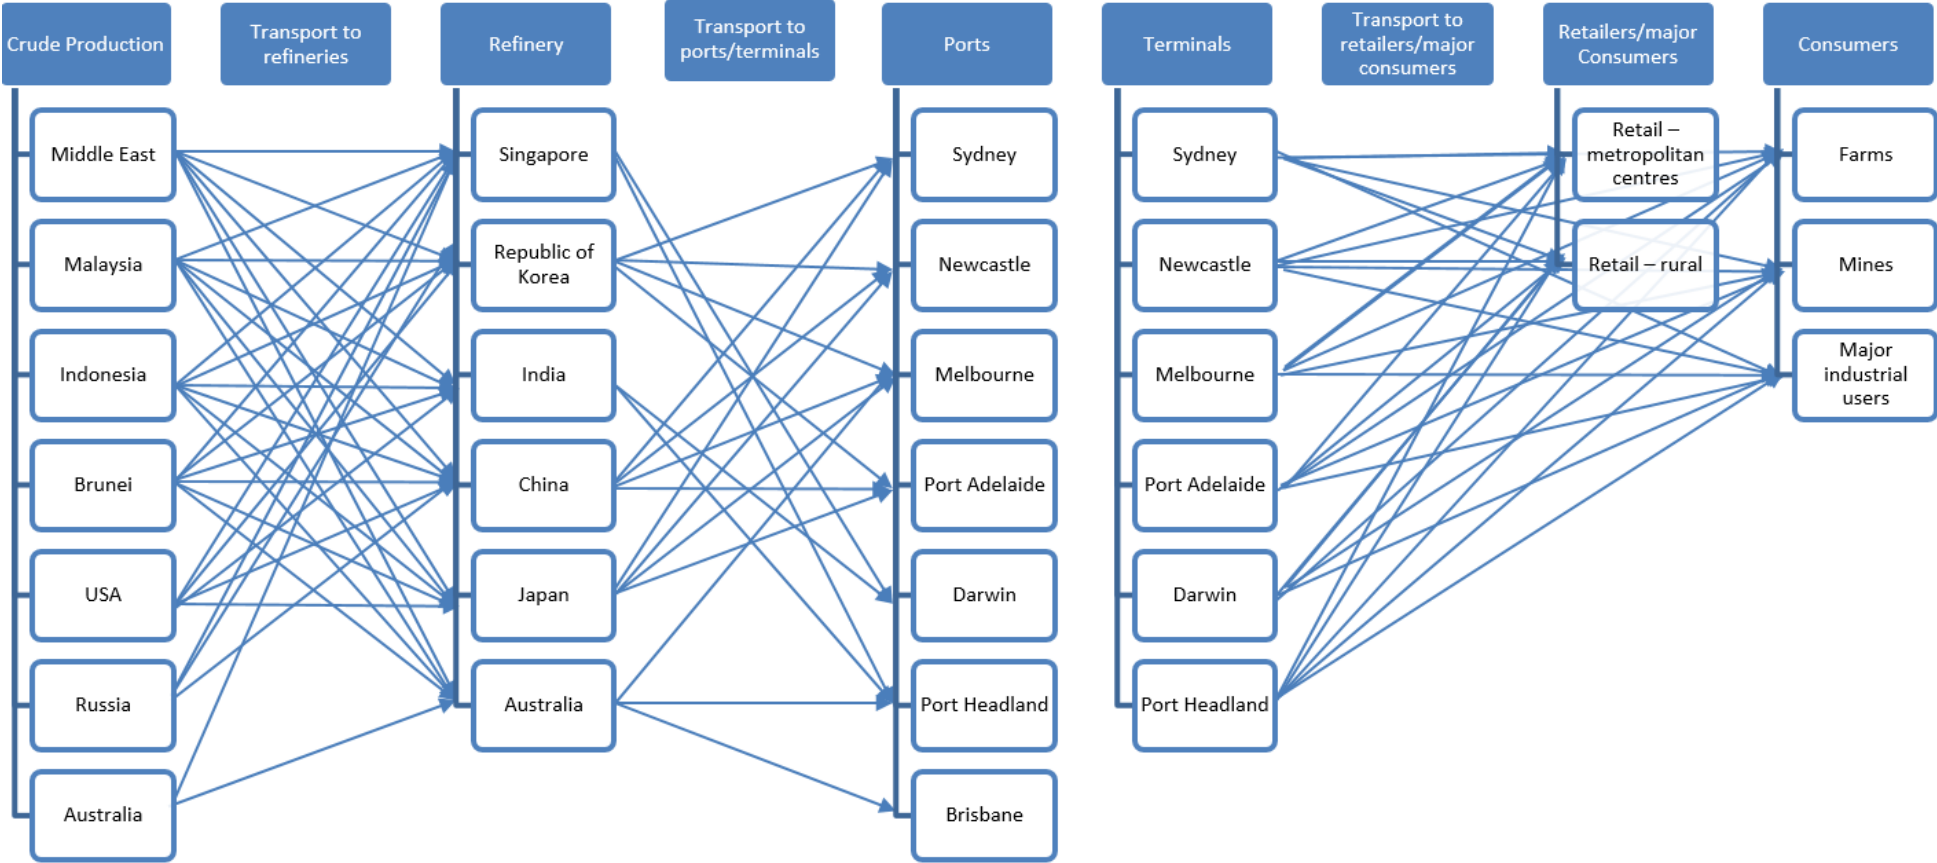 Crude Production
Transport to
refineries
Refinery
Transport to
ports/terminals
Ports
Terminals
Transport to
retailers/major
consumers
Retailers/major
Consumers
Consumers
Middle East
Malaysia
Indonesia
Brunei
USA
Russia
Australia
Singapore
Republic of
Korea
India
China
Japan
Australia
Sydney
Newcastle
Melbourne
Port Adelaide
Darwin
Port Headland
Brisbane
Sydney
Newcastle
Melbourne
Port Adelaide
Darwin
Port Headland
Retail –
metropolitan
centres
Retail – rural
Farms
Mines
Major
industrial
users